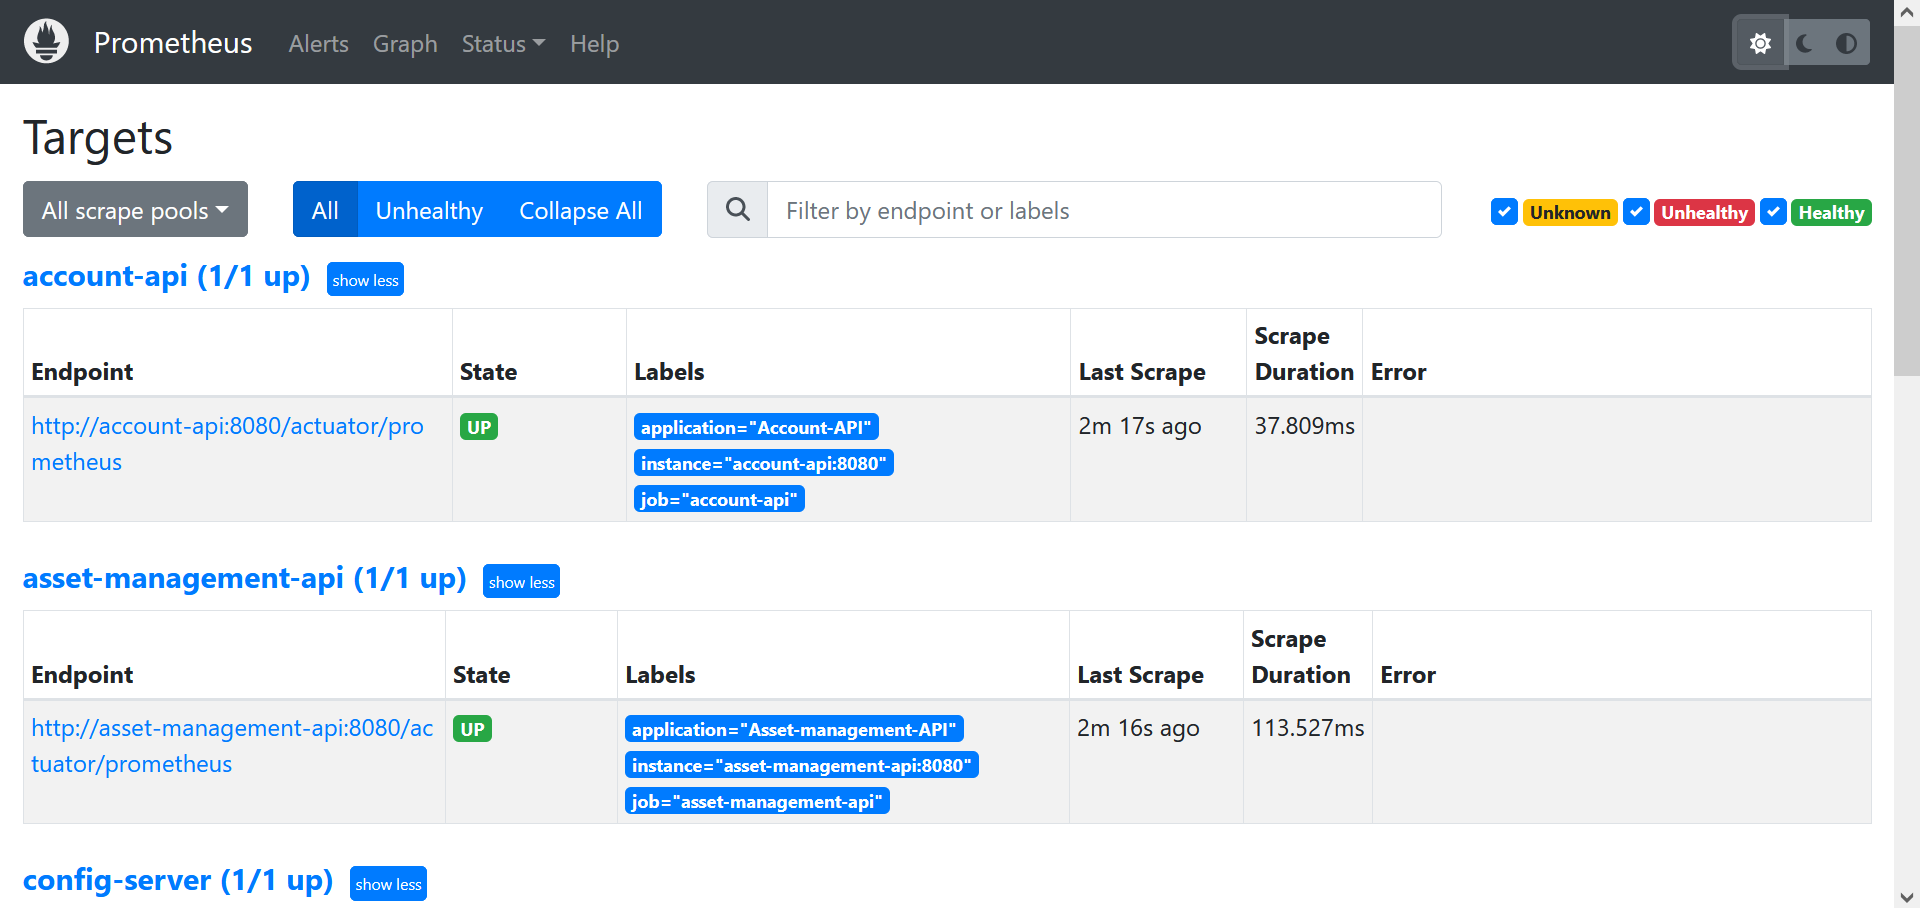 Prometheus Alerts Graph Status Help
Targets
All scrape pools All Unhealthy Collapse All Filter by endpoint or labels Unknown Unhealthy Healthy
account-api (1/1 up) show less
Endpoint State Labels Last Scrape Scrape Duration Error
http://account-api:8080/actuator/pro
metheus
UP
application="Account-API"
instance="account-api:8080"
job="account-api"
2m 17s ago
37.809ms
asset-management-api (1/1 up) show less
Endpoint State Labels Last Scrape Scrape Duration Error
http://asset-management-api:8080/ac
tuator/prometheus
UP
application="Asset-management-API"
instance="asset-management-api:8080"
job="asset-management-api"
2m 16s ago
113.527ms
config-server (1/1 up) show less